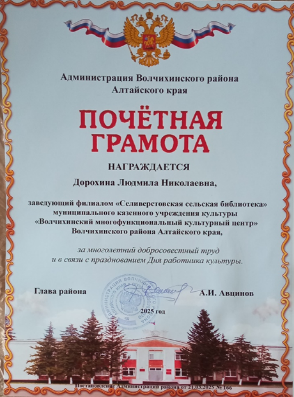 Администрация Волчихинского района
Алтайского края
ПОЧЁТНАЯ
ГРАМОТА
НАГРАЖДАЕТСЯ
Дорохина Людмила Николаевна,
заведующий филиалом «Селиверстовская сельская библиотека»
муниципального казенного учреждения культуры
«Волчихинский многофункциональный культурный центр»
Волчихинского района Алтайского края,
за многолетний добросовестный труд
и в связи с празднованием Дня работника культуры.
Глава района А.И. Авцинов
2025 год
Постановление Администрации района от